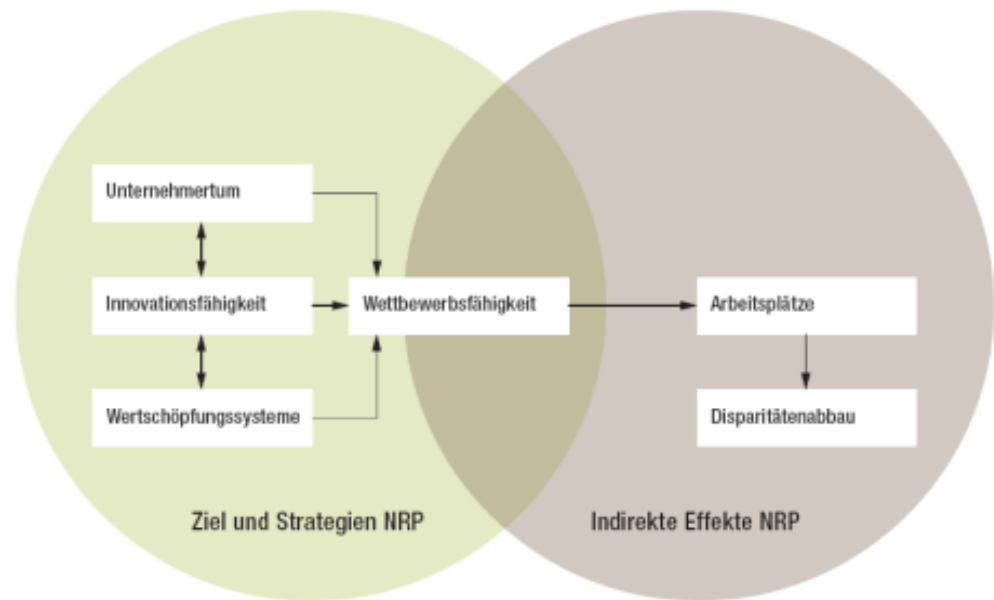 Unternehmertum
Innovationsfähigkeit
Wettbewerbsfähigkeit
Arbeitsplätze
Wertschöpfungssysteme
Disparitätenabbau
Ziel und Strategien NRP
Indirekte Effekte NRP